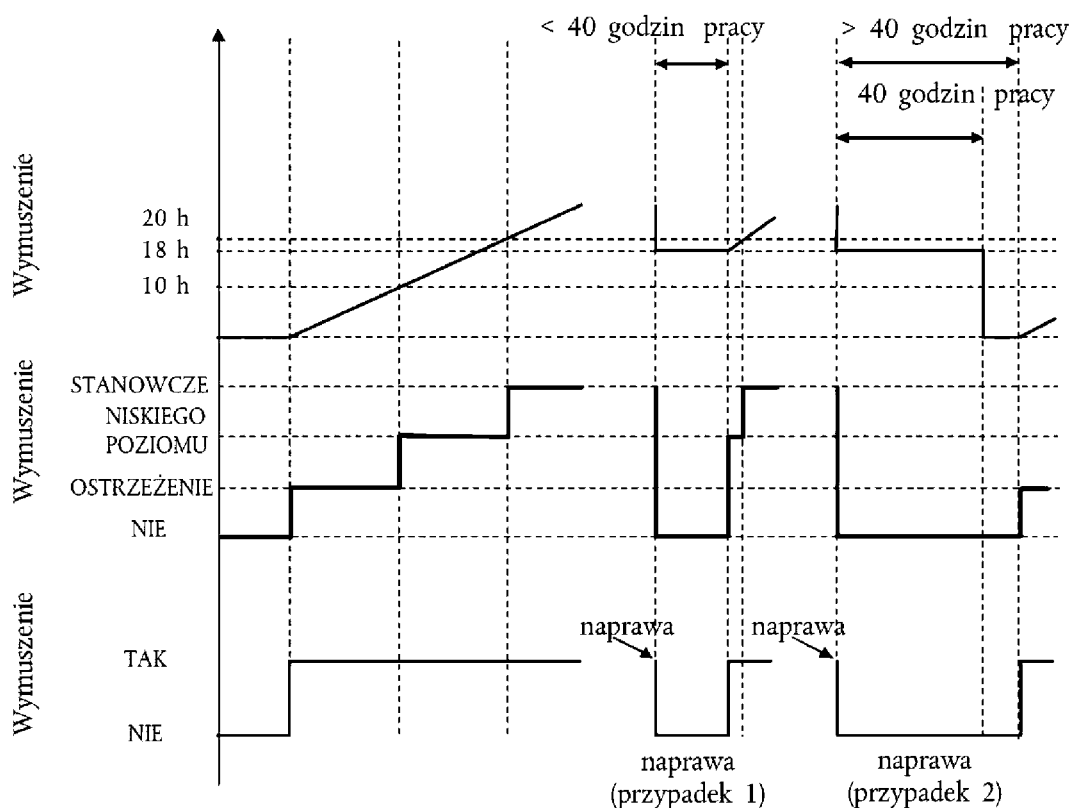 < 40 godzin pracy
> 40 godzin pracy
40 godzin pracy
Wymuszenie
20 h
18 h
10 h
Wymuszenie
STANOWCZE
NISKIEGO
POZIOMU
OSTRZEŻENIE
NIE
Wymuszenie
naprawa
naprawa
TAK
NIE
naprawa
(przypadek 1)
naprawa
(przypadek 2)